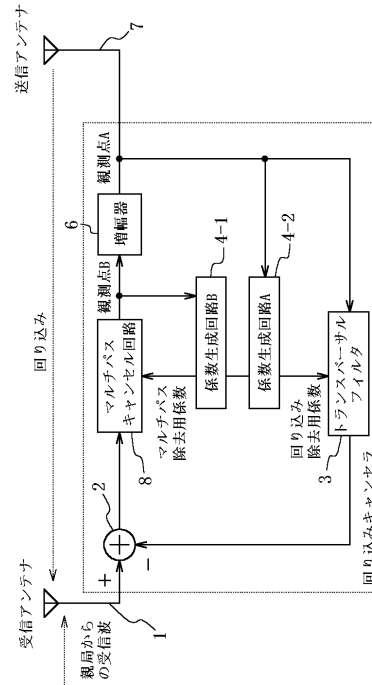 回り込み
受信アンテナ
送信アンテナ
親局から
の受信波
1
+
-
2
マルチパス
キャンセル回路
8
観測点B
6
増幅器
観測点A
7
マルチパス
除去用係数
係数生成回路B
4-1
係数生成回路A
4-2
回り込み
除去用係数
トランスバーサル
フィルタ
3
回り込みキャンセラ